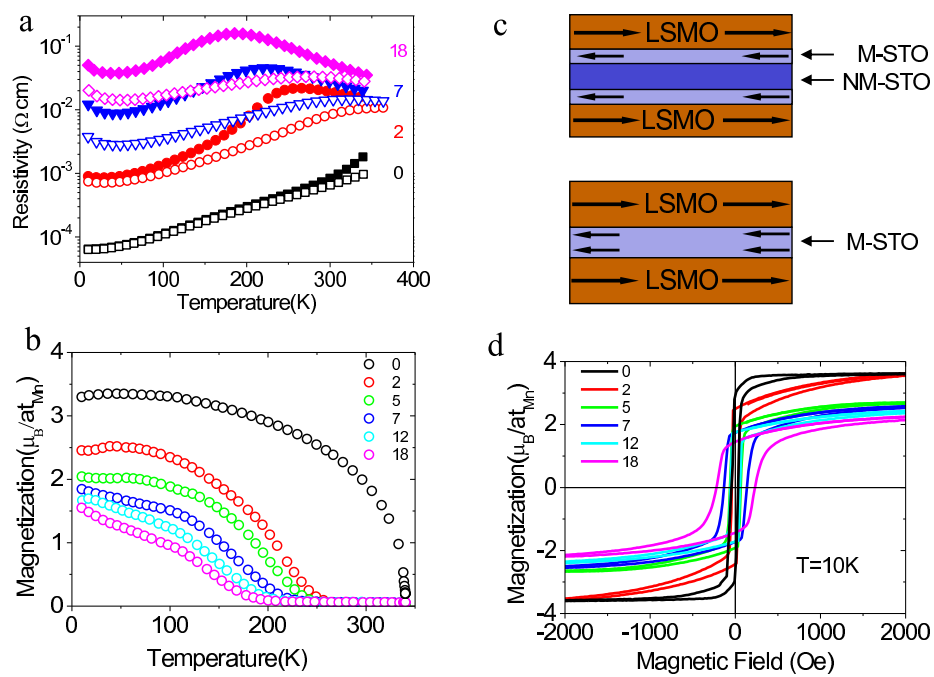 a
10⁻¹
10⁻²
10⁻³
10⁻⁴
Resistivity (Ω cm)
18
7
2
0
0 100 200 300 400
Temperature(K)
c
LSMO
M-STO
NM-STO
LSMO
LSMO
M-STO
LSMO
b
4
3
2
1
0
Magnetization(μB/atMn)
0
2
5
7
12
18
0 100 200 300
Temperature(K)
d
4
2
0
-2
-4
Magnetization(μB/atMn)
0
2
5
7
12
18
T=10K
-2000 -1000 0 1000 2000
Magnetic Field (Oe)